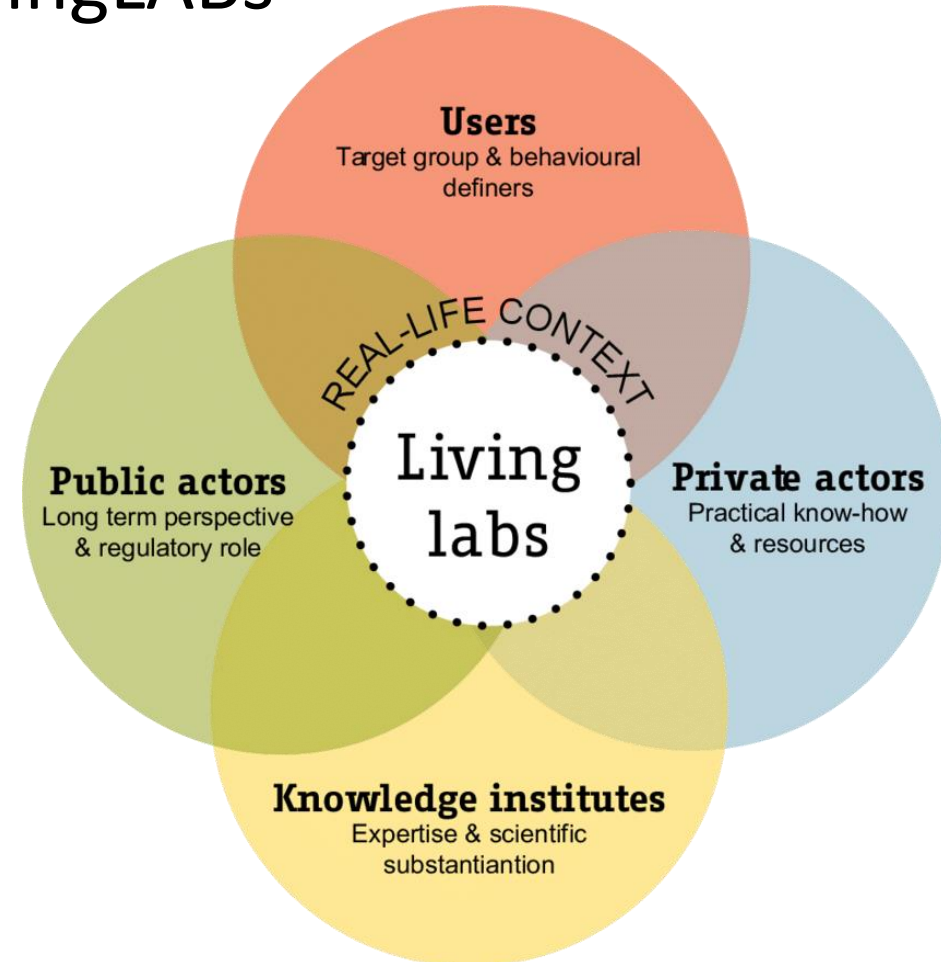 ingLABs
Users
Target group & behavioural
definers
REAL-LIFE CONTEXT
Public actors
Long term perspective
& regulatory role
Living
labs
Private actors
Practical know-how
& resources
Knowledge institutes
Expertise & scientific
substantiantion